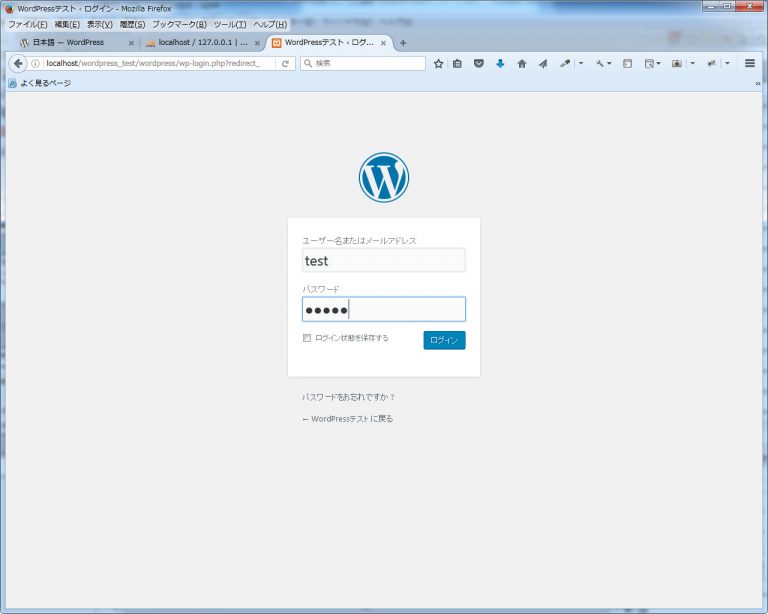 WordPressテスト ‹ ログイン - Mozilla Firefox
ファイル(F) 編集(E) 表示(V) 履歴(S) ブックマーク(B) ツール(T) ヘルプ(H)
日本語 — WordPress
localhost / 127.0.0.1 | ...
WordPressテスト ‹ ログ...
localhost/wordpress_test/wordpress/wp-login.php?redirect_
検索
よく見るページ
ユーザー名またはメールアドレス
test
パスワード
●●●●●
ログイン状態を保存する
ログイン
パスワードをお忘れですか ?
← WordPressテスト に戻る